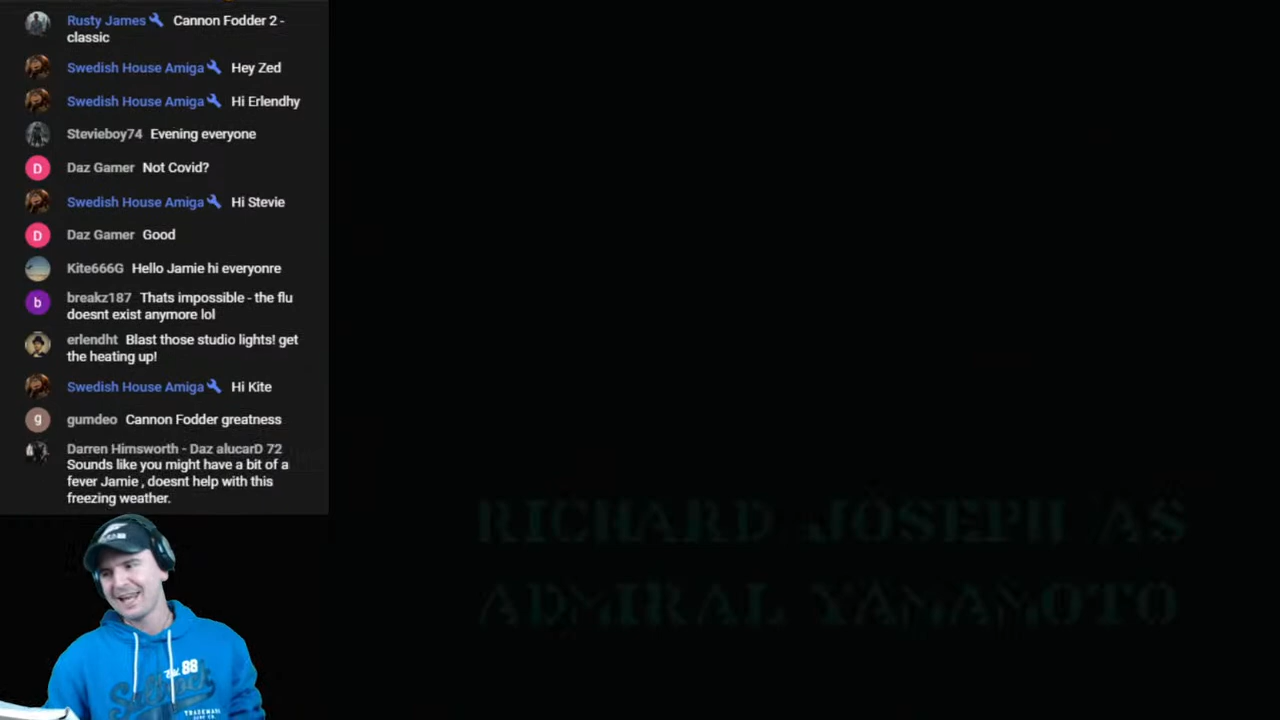 Rusty James Cannon Fodder 2 -
classic
Swedish House Amiga Hey Zed
Swedish House Amiga Hi Erlendhy
Stevieboy74 Evening everyone
D Daz Gamer Not Covid?
Swedish House Amiga Hi Stevie
D Daz Gamer Good
Kite666G Hello Jamie hi everyonre
b breakz187 Thats impossible - the flu
doesnt exist anymore lol
erlendht Blast those studio lights! get
the heating up!
Swedish House Amiga Hi Kite
g gumdeo Cannon Fodder greatness
Darren Himsworth - Daz alucarD 72
Sounds like you might have a bit of a
fever Jamie , doesnt help with this
freezing weather.
RICHARD JOSEPH AS
ADMIRAL YAMAMOTO
88
TRADEMARK